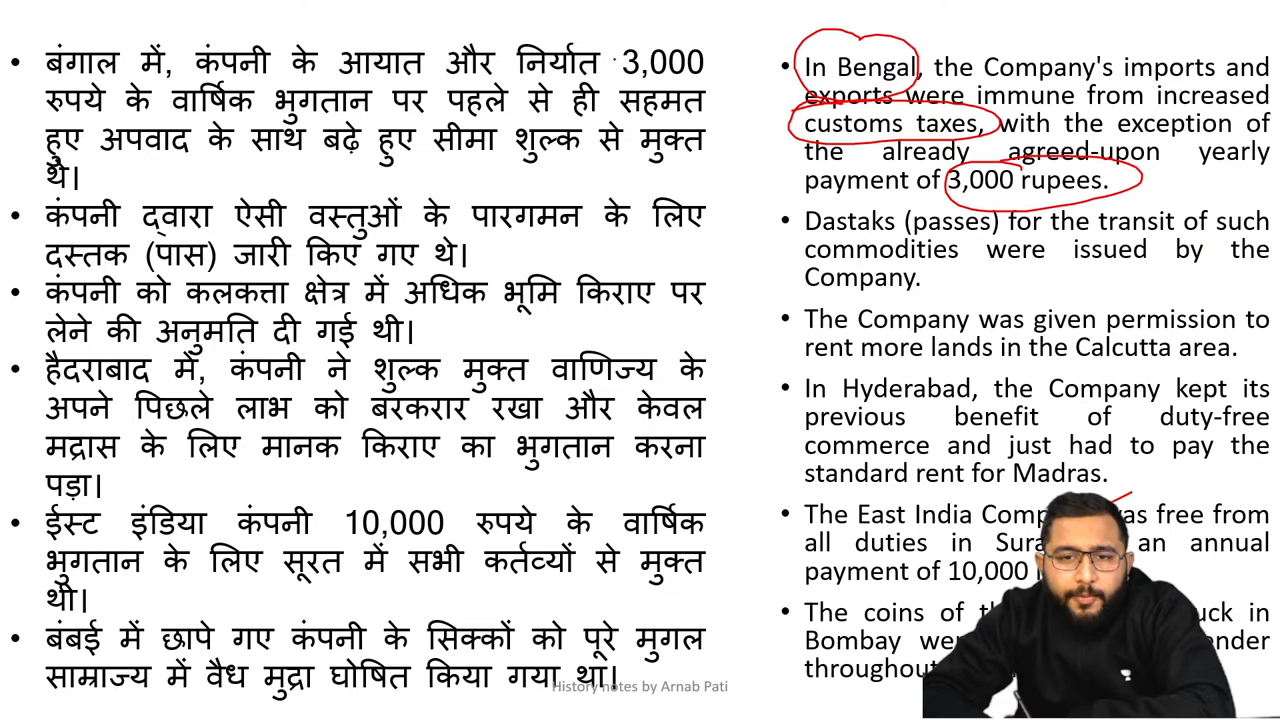 • बंगाल में, कंपनी के आयात और निर्यात 3,000
रुपये के वार्षिक भुगतान पर पहले से ही सहमत
हुए अपवाद के साथ बढ़े हुए सीमा शुल्क से मुक्त
थे।
• कंपनी द्वारा ऐसी वस्तुओं के पारगमन के लिए
दस्तक (पास) जारी किए गए थे।
• कंपनी को कलकत्ता क्षेत्र में अधिक भूमि किराए पर
लेने की अनुमति दी गई थी।
• हैदराबाद में, कंपनी ने शुल्क मुक्त वाणिज्य के
अपने पिछले लाभ को बरकरार रखा और केवल
मद्रास के लिए मानक किराए का भुगतान करना
पड़ा।
• ईस्ट इंडिया कंपनी 10,000 रुपये के वार्षिक
भुगतान के लिए सूरत में सभी कर्तव्यों से मुक्त
थी।
• बंबई में छापे गए कंपनी के सिक्कों को पूरे मुगल
साम्राज्य में वैध मुद्रा घोषित किया गया था।
• In Bengal, the Company's imports and
exports were immune from increased
customs taxes, with the exception of
the already agreed-upon yearly
payment of 3,000 rupees.
• Dastaks (passes) for the transit of such
commodities were issued by the
Company.
• The Company was given permission to
rent more lands in the Calcutta area.
• In Hyderabad, the Company kept its
previous benefit of duty-free
commerce and just had to pay the
standard rent for Madras.
• The East India free from
all duties in an annual
payment of 10,000
• The coins of in
Bombay
throughout
History notes by Arnab Pati